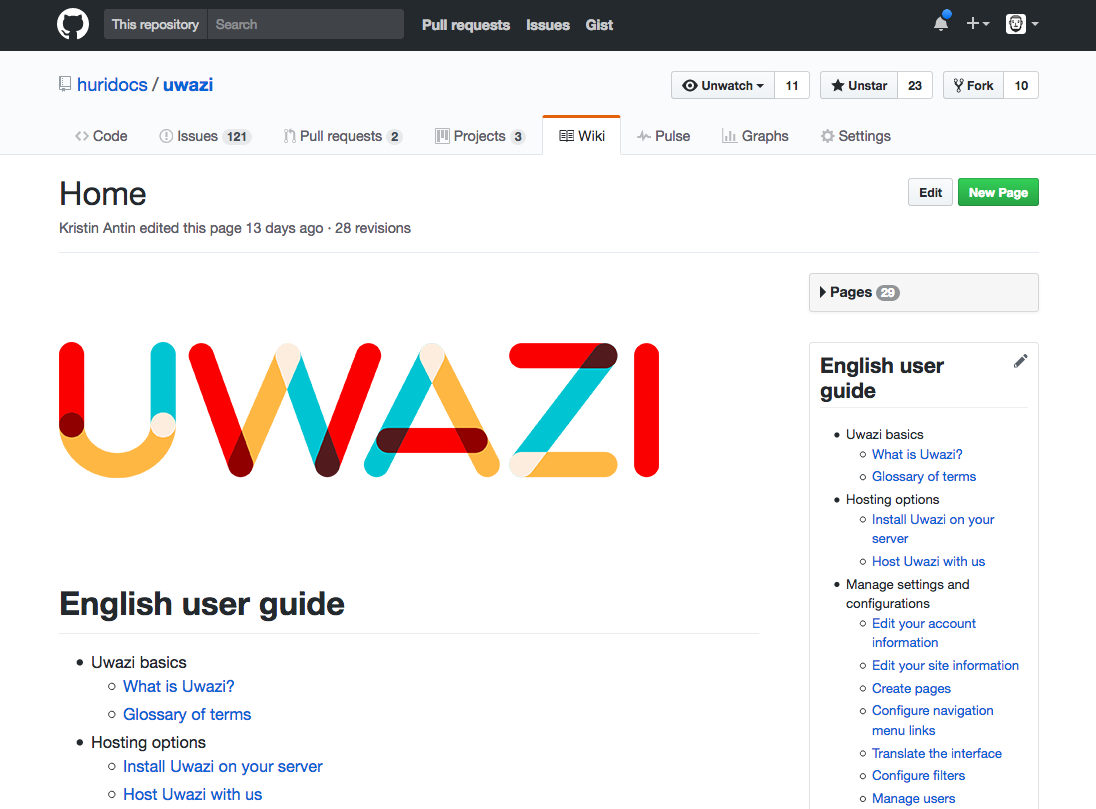 This repository Search Pull requests Issues Gist
huridocs / uwazi Unwatch 11 Unstar 23 Fork 10
Code Issues 121 Pull requests 2 Projects 3 Wiki Pulse Graphs Settings
Home
Edit New Page
Kristin Antin edited this page 13 days ago · 28 revisions
UWAZI
English user guide
• Uwazi basics
What is Uwazi?
Glossary of terms
• Hosting options
Install Uwazi on your server
Host Uwazi with us
Pages 29
English user
guide
• Uwazi basics
What is Uwazi?
Glossary of terms
• Hosting options
Install Uwazi on your
server
Host Uwazi with us
• Manage settings and
configurations
Edit your account
information
Edit your site information
Create pages
Configure navigation
menu links
Translate the interface
Configure filters
Manage users